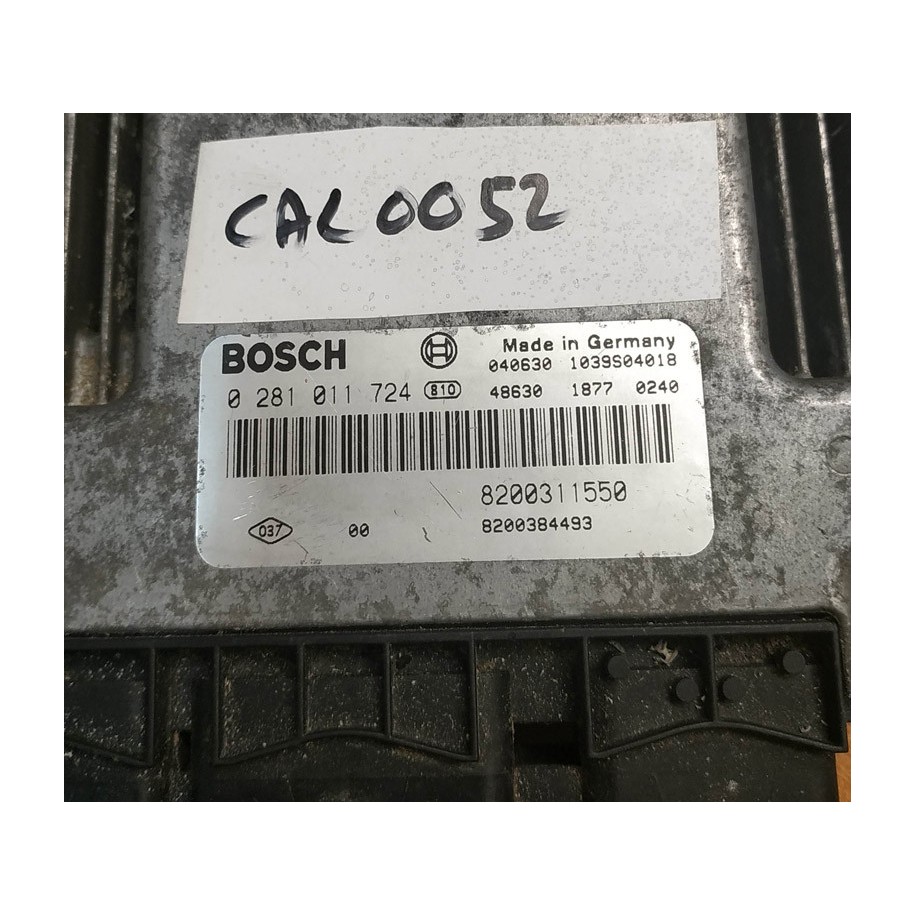 CAL0052
BOSCH Made in Germany
040630 1039S04018
0 281 011 724 810 48630 1877 0240
8200311550
037 00 8200384493